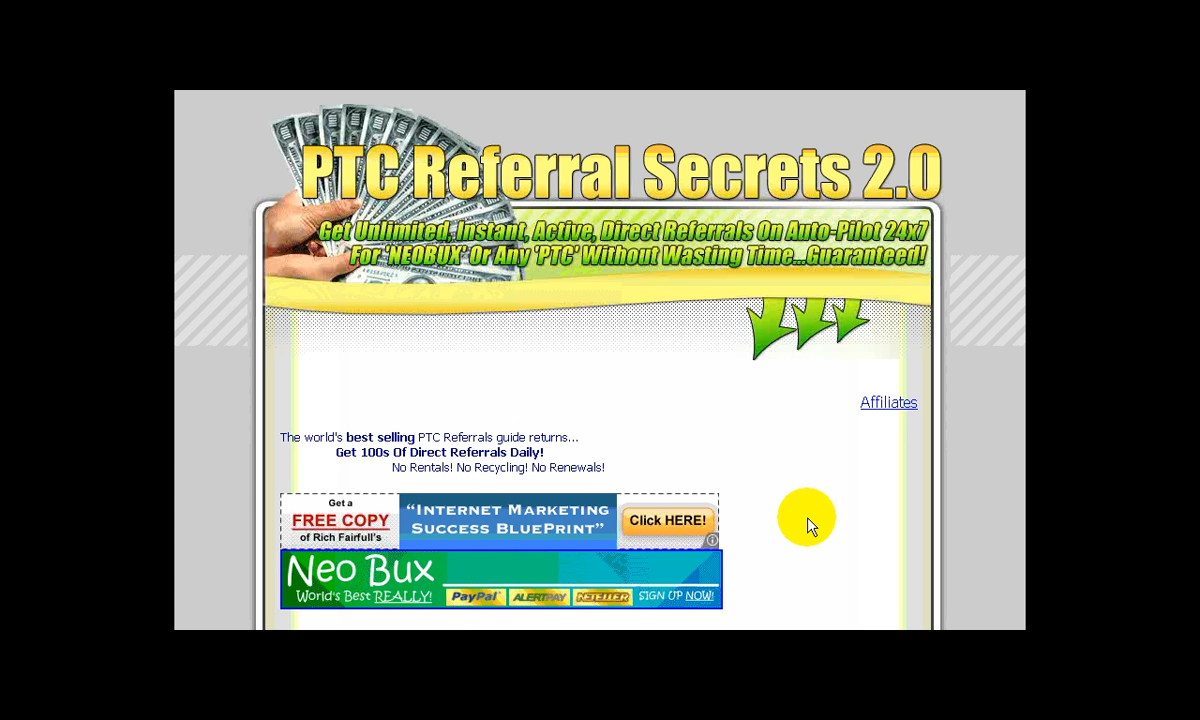 PTC Referral Secrets 2.0
Get Unlimited, Instant, Active, Direct Referrals On Auto-Pilot 24x7
For 'NEOBUX' Or Any 'PTC' Without Wasting Time...Guaranteed!
Affiliates
The world's best selling PTC Referrals guide returns...
Get 100s Of Direct Referrals Daily!
No Rentals! No Recycling! No Renewals!
Get a
FREE COPY
of Rich Fairfull's
"Internet Marketing
Success BluePrint"
Click HERE!
Neo Bux
World's Best REALLY!
PayPal
ALERTPAY
NETELLER
SIGN UP NOW!